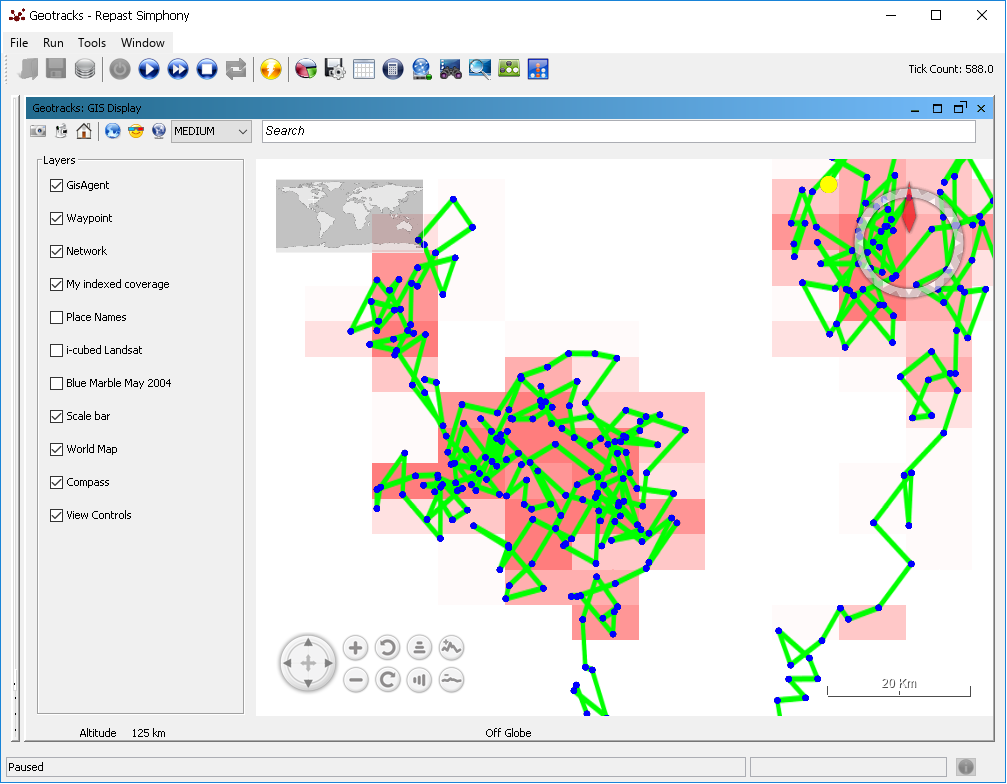 Geotracks - Repast Simphony
File Run Tools Window
Tick Count: 588.0
Geotracks: GIS Display
MEDIUM Search
Layers
GisAgent
Waypoint
Network
My indexed coverage
Place Names
i-cubed Landsat
Blue Marble May 2004
Scale bar
World Map
Compass
View Controls
20 Km
Altitude 125 km Off Globe
Paused